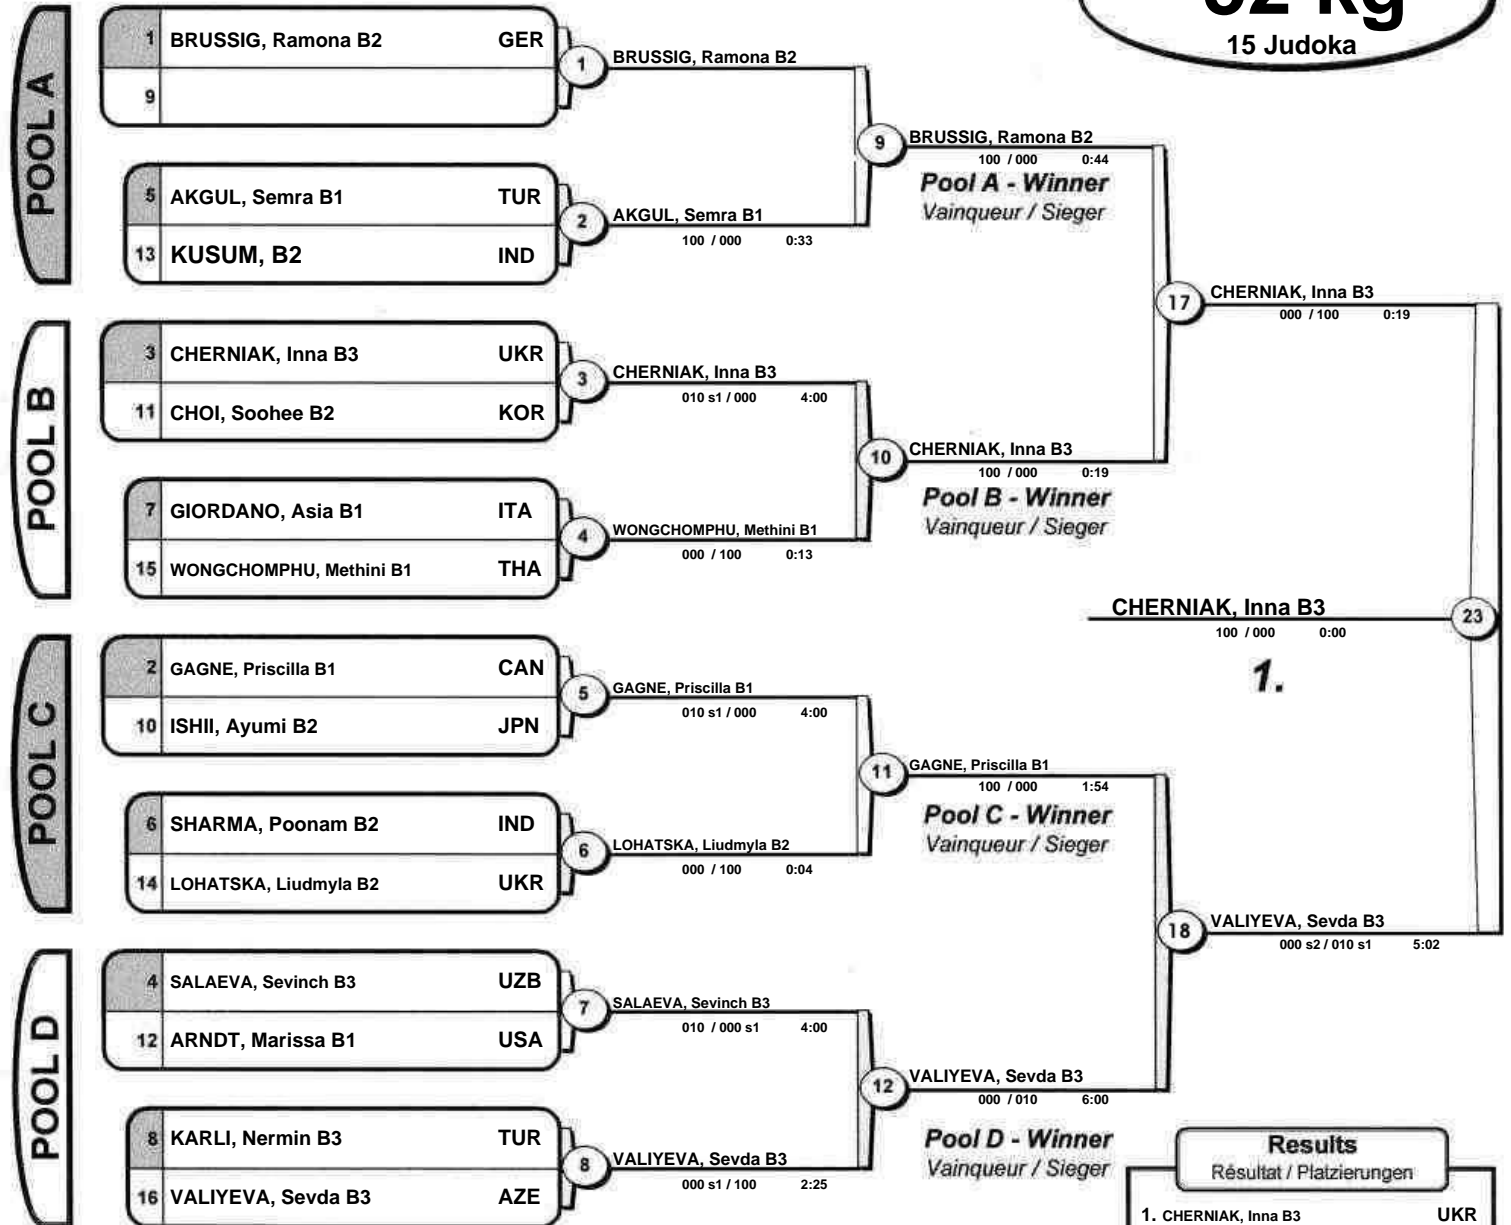 52 kg
15 Judoka
POOL A
1 BRUSSIG, Ramona B2 GER
9
1 BRUSSIG, Ramona B2
5 AKGUL, Semra B1 TUR
13 KUSUM, B2 IND
2 AKGUL, Semra B1
100 / 000 0:33
9 BRUSSIG, Ramona B2
100 / 000 0:44
Pool A - Winner
Vainqueur / Sieger
POOL B
3 CHERNIAK, Inna B3 UKR
11 CHOI, Soohee B2 KOR
3 CHERNIAK, Inna B3
010 s1 / 000 4:00
7 GIORDANO, Asia B1 ITA
15 WONGCHOMPHU, Methini B1 THA
4 WONGCHOMPHU, Methini B1
000 / 100 0:13
10 CHERNIAK, Inna B3
100 / 000 0:19
Pool B - Winner
Vainqueur / Sieger
17 CHERNIAK, Inna B3
000 / 100 0:19
CHERNIAK, Inna B3 23
100 / 000 0:00
1.
POOL C
2 GAGNE, Priscilla B1 CAN
10 ISHII, Ayumi B2 JPN
5 GAGNE, Priscilla B1
010 s1 / 000 4:00
6 SHARMA, Poonam B2 IND
14 LOHATSKA, Liudmyla B2 UKR
6 LOHATSKA, Liudmyla B2
000 / 100 0:04
11 GAGNE, Priscilla B1
100 / 000 1:54
Pool C - Winner
Vainqueur / Sieger
18 VALIYEVA, Sevda B3
000 s2 / 010 s1 5:02
POOL D
4 SALAEVA, Sevinch B3 UZB
12 ARNDT, Marissa B1 USA
7 SALAEVA, Sevinch B3
010 / 000 s1 4:00
8 KARLI, Nermin B3 TUR
16 VALIYEVA, Sevda B3 AZE
8 VALIYEVA, Sevda B3
000 s1 / 100 2:25
12 VALIYEVA, Sevda B3
000 / 010 6:00
Pool D - Winner
Vainqueur / Sieger
Results
Résultat / Platzierungen
1. CHERNIAK, Inna B3 UKR